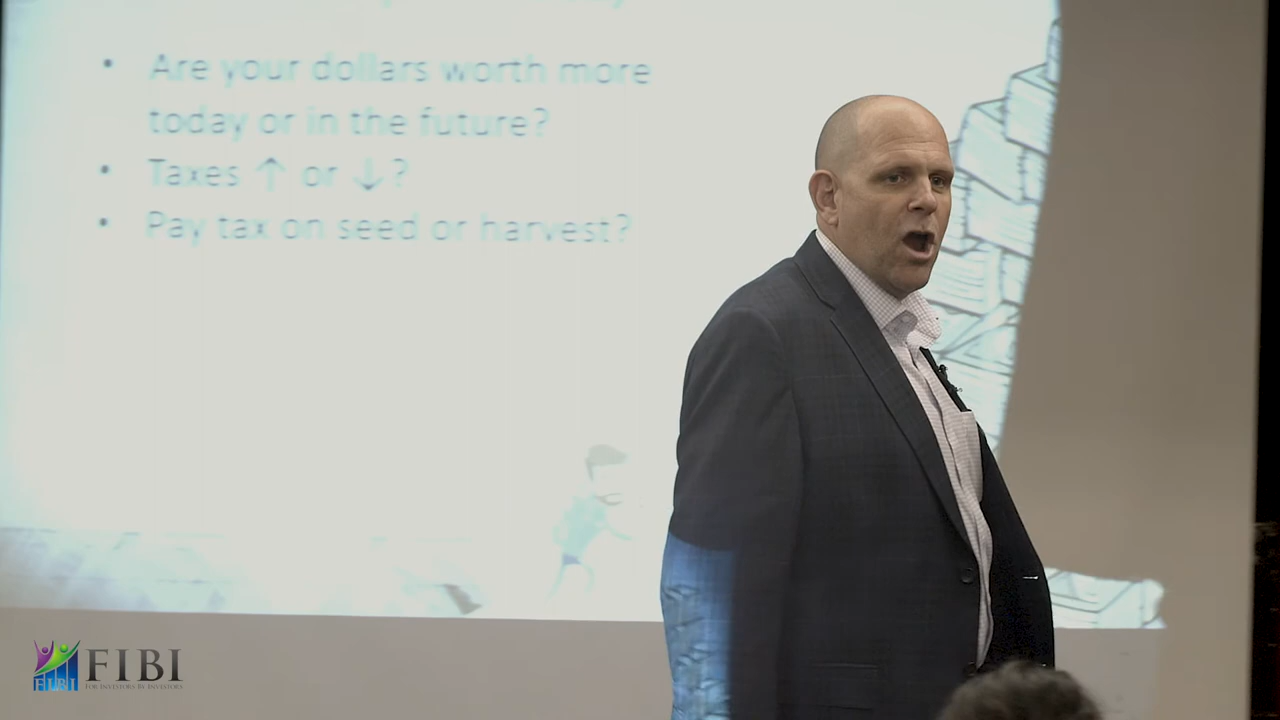 • Are your dollars worth more
today or in the future?
• Taxes ↑ or ↓?
• Pay tax on seed or harvest?
FIBI
FIBI
FOR INVESTORS BY INVESTORS